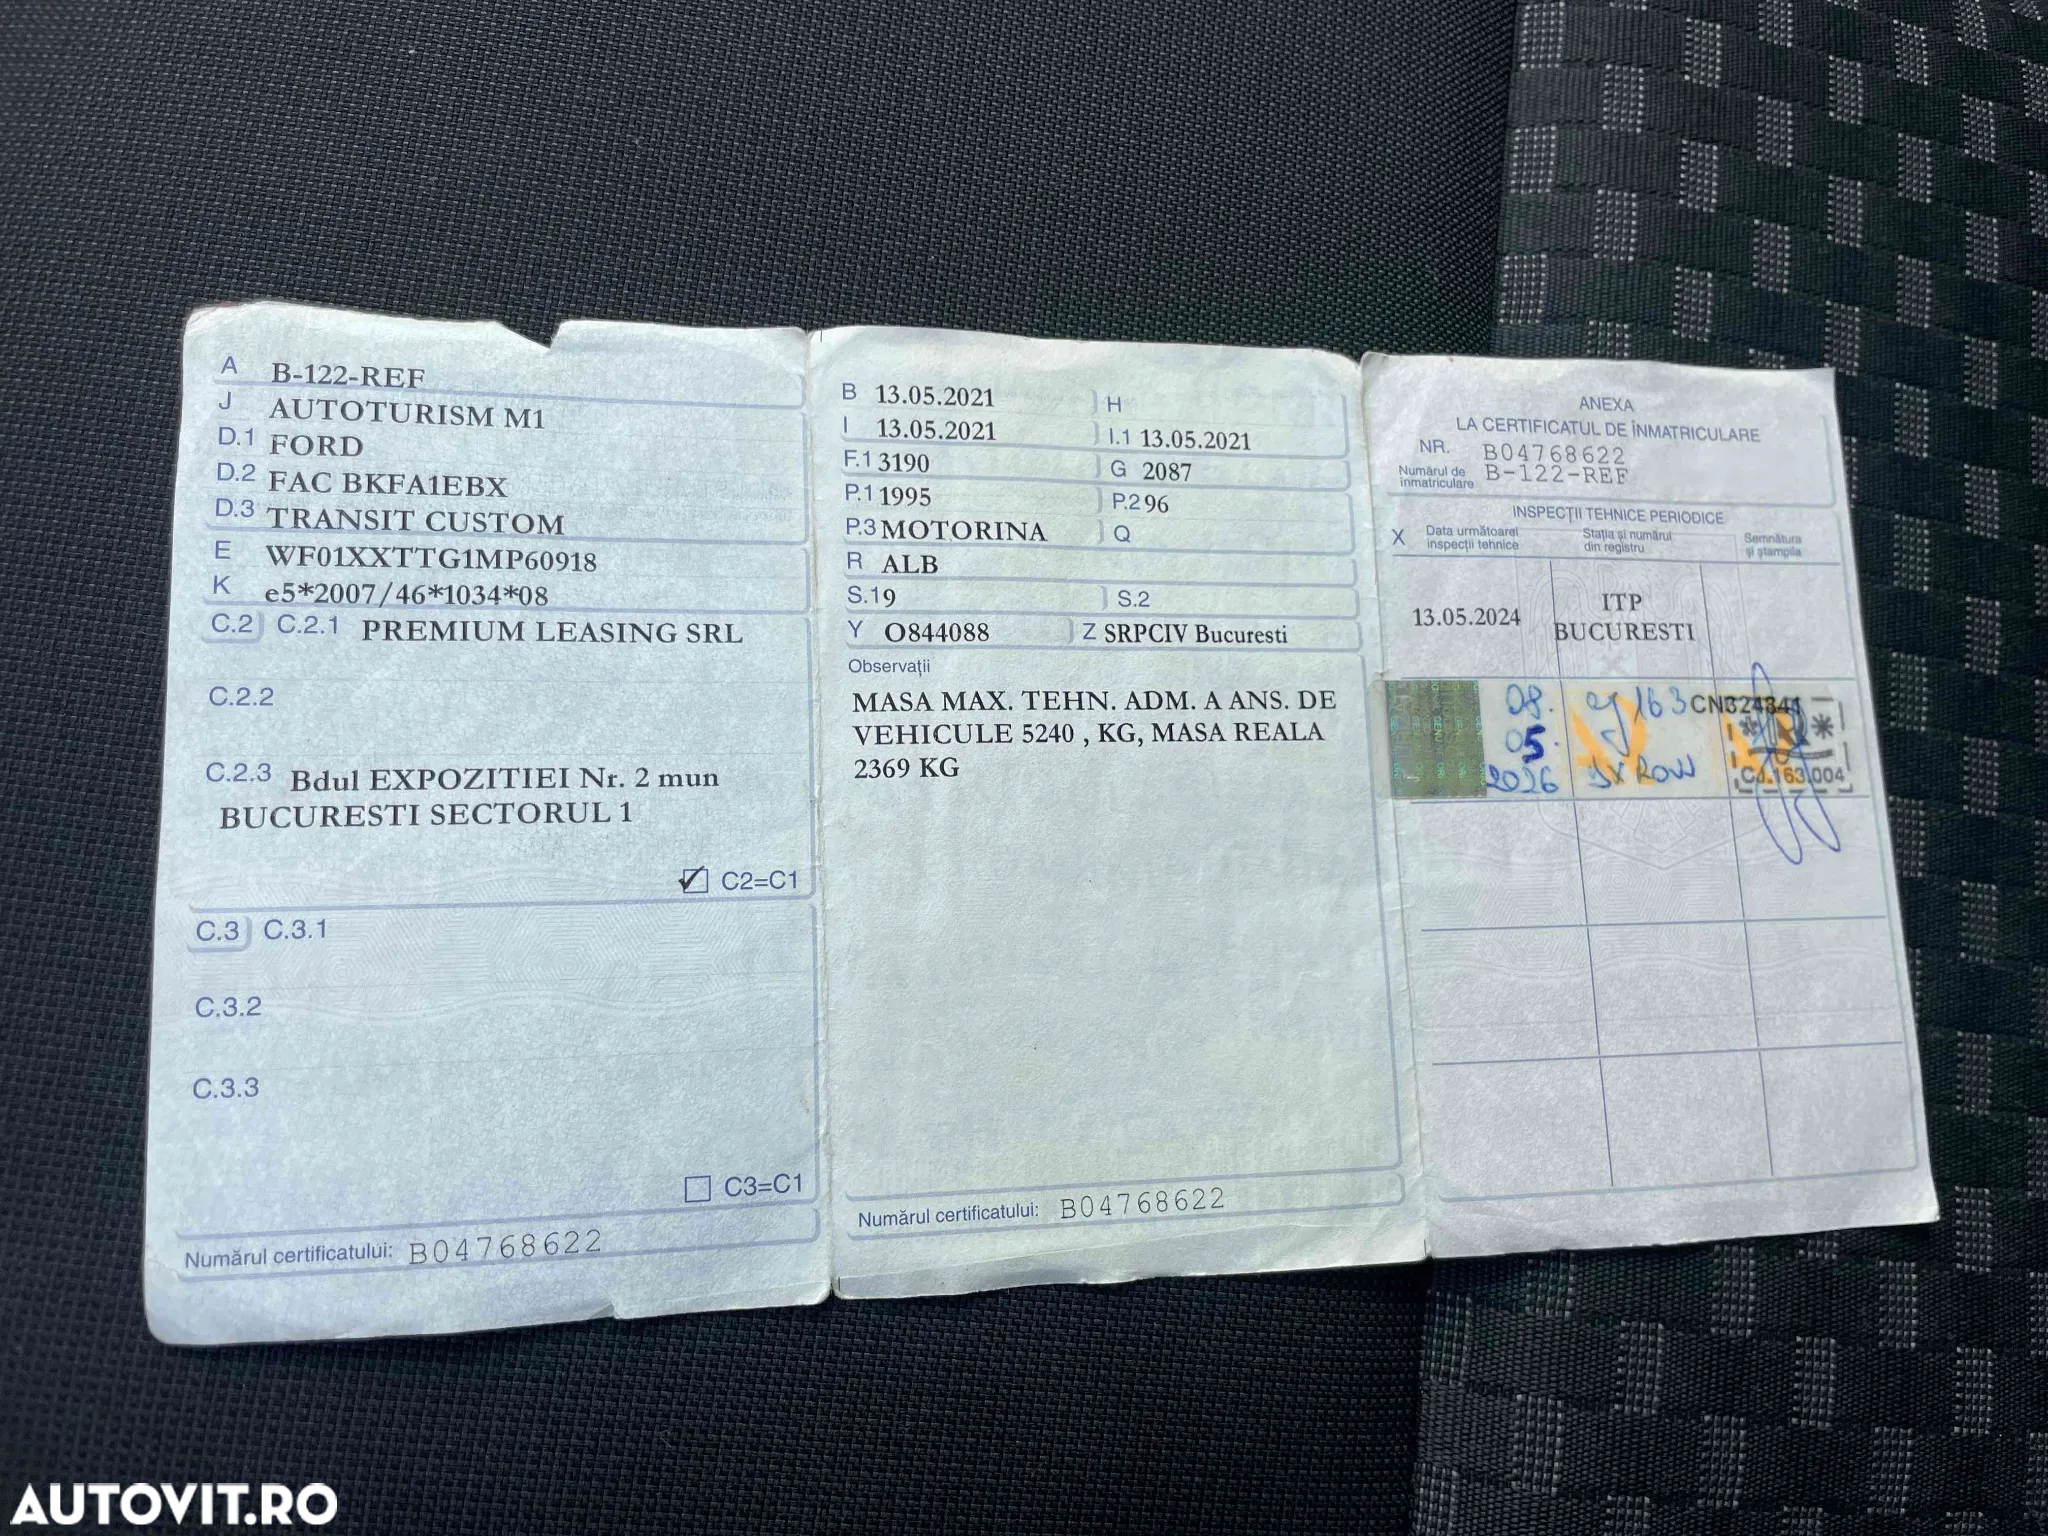 A B-122-REF
J AUTOTURISM M1
D.1 FORD
D.2 FAC BKFA1EBX
D.3 TRANSIT CUSTOM
E WF01XXTTG1MP60918
K e5*2007/46*1034*08
C.2 C.2.1 PREMIUM LEASING SRL
C.2.2
C.2.3 Bdul EXPOZITIEI Nr. 2 mun
BUCURESTI SECTORUL 1
C2=C1
C.3 C.3.1
C.3.2
C.3.3
C3=C1
Numărul certificatului: B04768622
B 13.05.2021 H
I 13.05.2021 I.1 13.05.2021
F.1 3190 G 2087
P.1 1995 P.2 96
P.3 MOTORINA Q
R ALB
S.1 9 S.2
Y O844088 Z SRPCIV Bucuresti
Observații
MASA MAX. TEHN. ADM. A ANS. DE
VEHICULE 5240 , KG, MASA REALA
2369 KG
Numărul certificatului: B04768622
ANEXA
LA CERTIFICATUL DE ÎNMATRICULARE
NR. B04768622
Numărul de înmatriculare B-122-REF
INSPECȚII TEHNICE PERIODICE
X Data următoarei inspecții tehnice Stația și numărul din registru Semnătura și ștampila
13.05.2024 ITP
BUCURESTI
08. 163 CN324844
05.
2026 CJ.163.004
AUTOVIT.RO